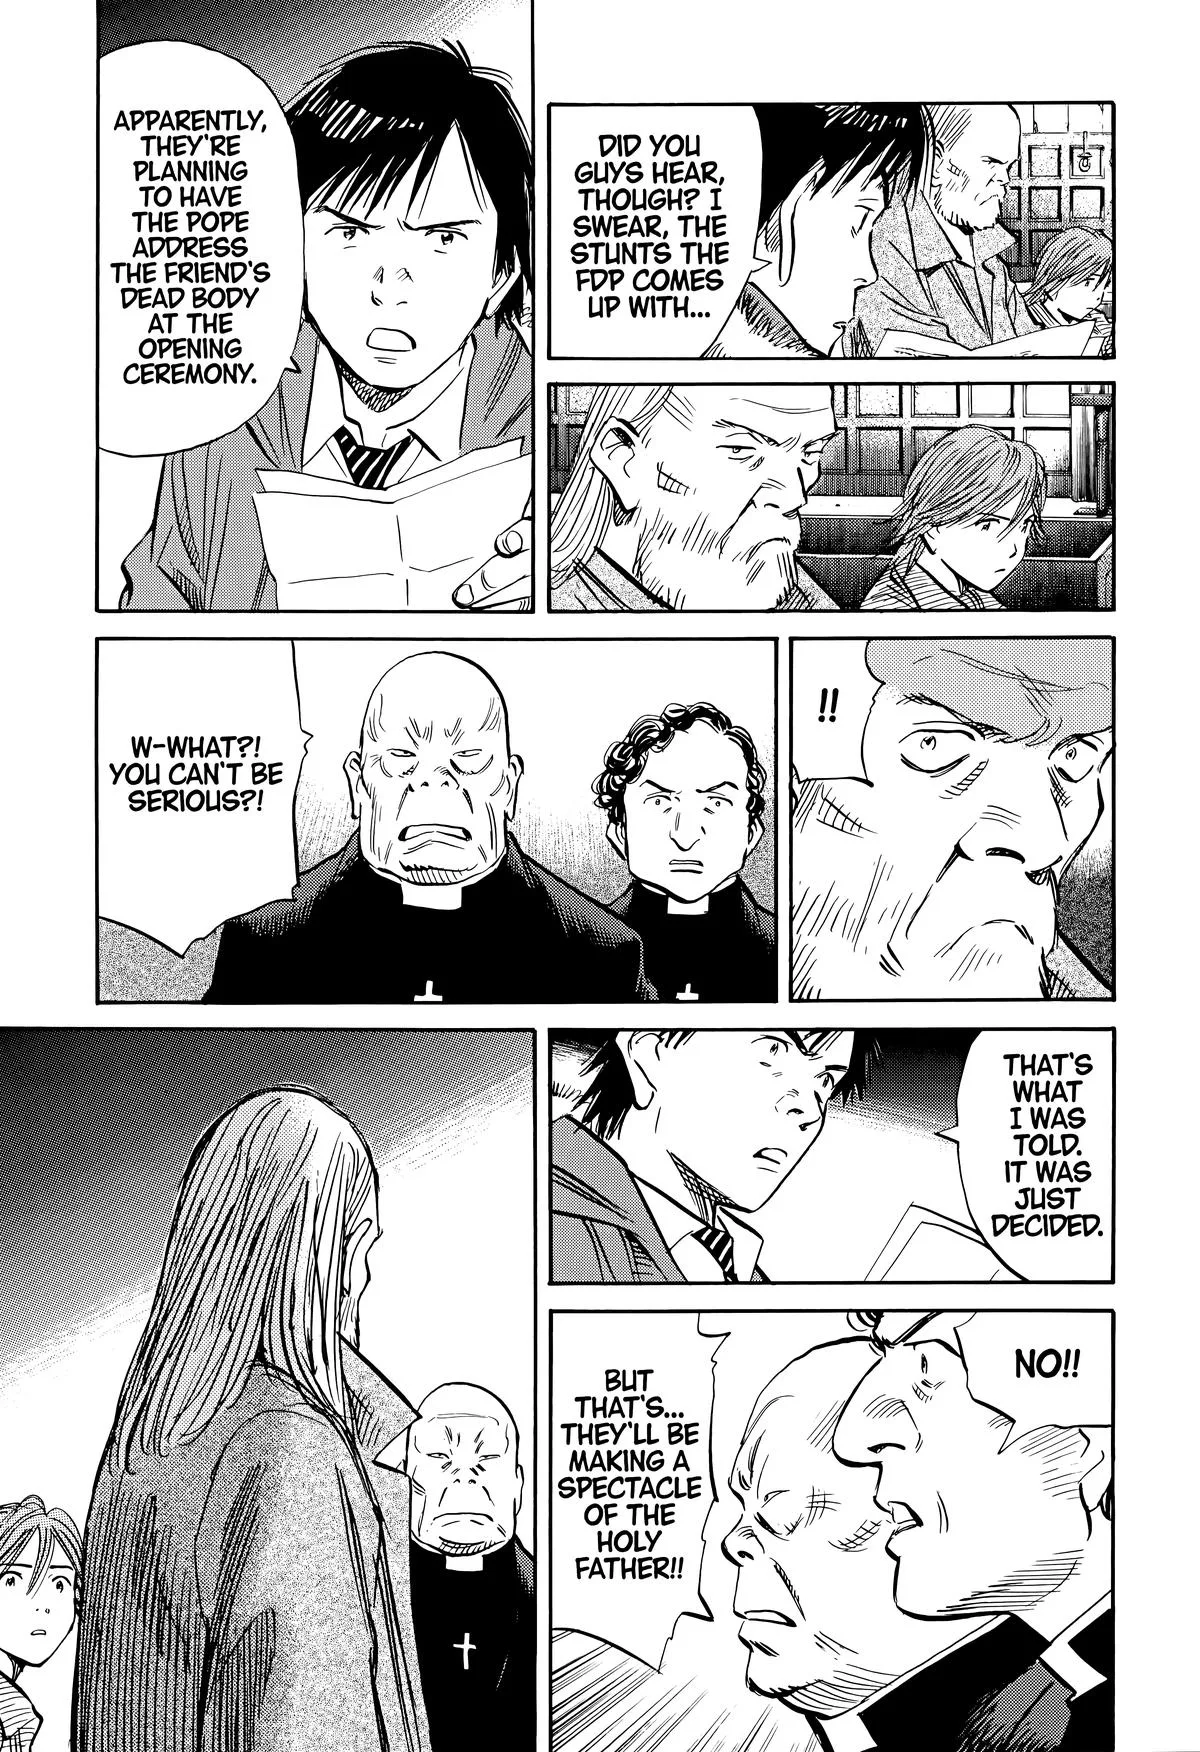 DID YOU
GUYS HEAR,
THOUGH? I
SWEAR, THE
STUNTS THE
FDP COMES
UP WITH...
APPARENTLY,
THEY'RE
PLANNING
TO HAVE
THE POPE
ADDRESS
THE FRIEND'S
DEAD BODY
AT THE
OPENING
CEREMONY.
!!
W-WHAT?!
YOU CAN'T BE
SERIOUS?!
THAT'S
WHAT
I WAS
TOLD.
IT WAS
JUST
DECIDED.
NO!!
BUT
THAT'S...
THEY'LL BE
MAKING A
SPECTACLE
OF THE
HOLY
FATHER!!